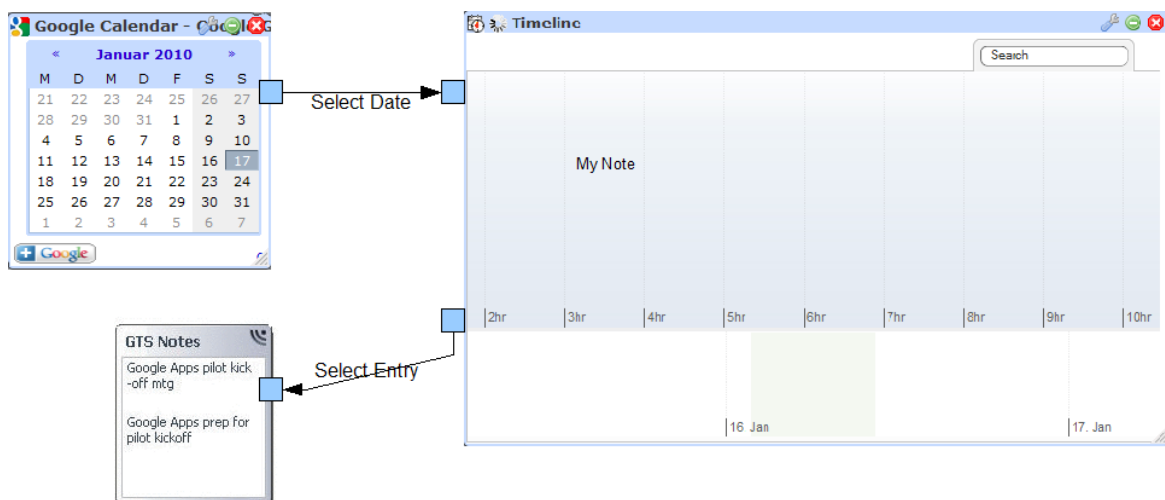 Google Calendar - Google G
« Januar 2010 »
M D M D F S S
21 22 23 24 25 26 27
28 29 30 31 1 2 3
4 5 6 7 8 9 10
11 12 13 14 15 16 17
18 19 20 21 22 23 24
25 26 27 28 29 30 31
1 2 3 4 5 6 7
Google
Select Date
Timeline
Search
My Note
2hr 3hr 4hr 5hr 6hr 7hr 8hr 9hr 10hr
16 Jan 17. Jan
Select Entry
GTS Notes
Google Apps pilot kick
-off mtg
Google Apps prep for
pilot kickoff